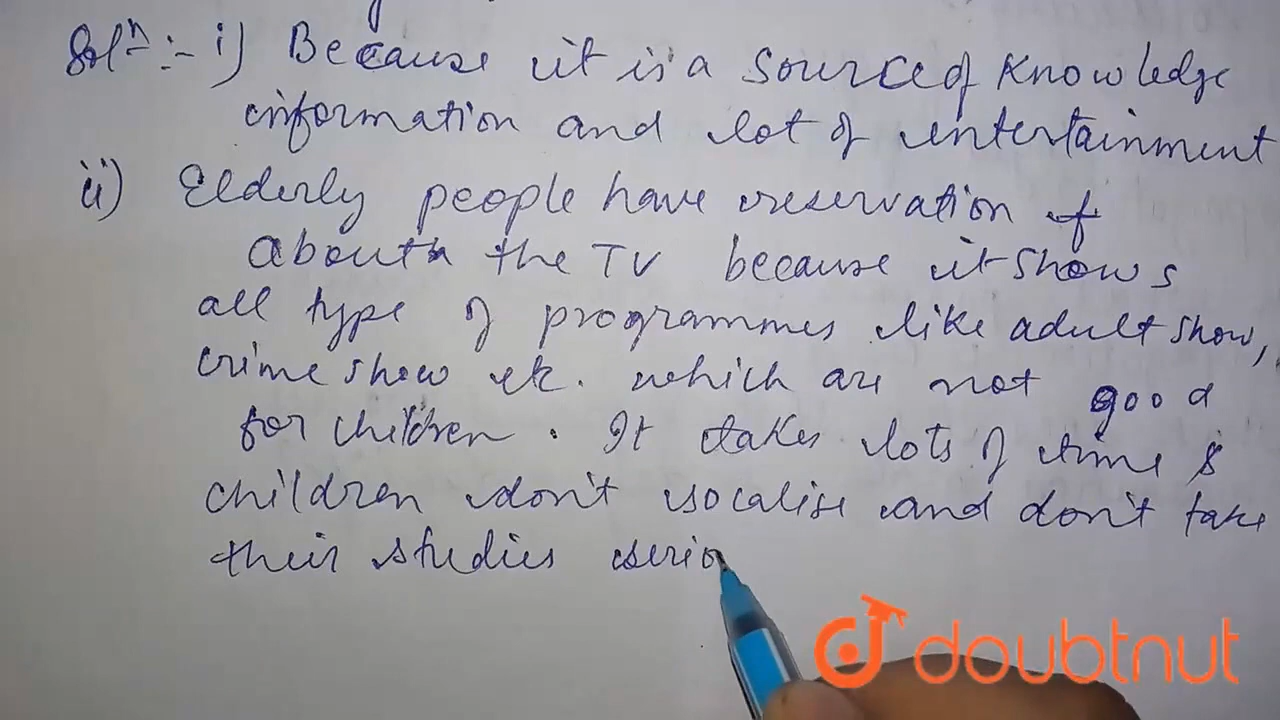 Solⁿ :- i) Because it is a source of knowledge
information and lot of entertainment
ii) Elderly people have reservation of
about the TV because it shows
all type of programmes like adult show,
crime show etc. which are not good
for children. It takes lots of time &
children don't socalise and don't take
their studies serio
doubtnut